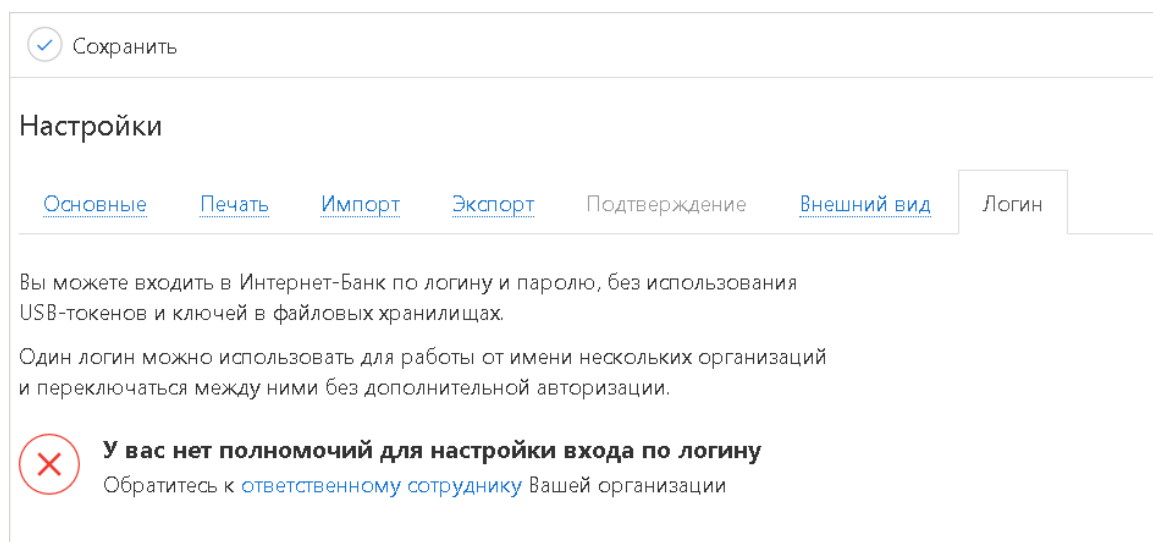 Сохранить
Настройки
Основные Печать Импорт Экспорт Подтверждение Внешний вид Логин
Вы можете входить в Интернет-Банк по логину и паролю, без использования
USB-токенов и ключей в файловых хранилищах.
Один логин можно использовать для работы от имени нескольких организаций
и переключаться между ними без дополнительной авторизации.
У вас нет полномочий для настройки входа по логину
Обратитесь к ответственному сотруднику Вашей организации